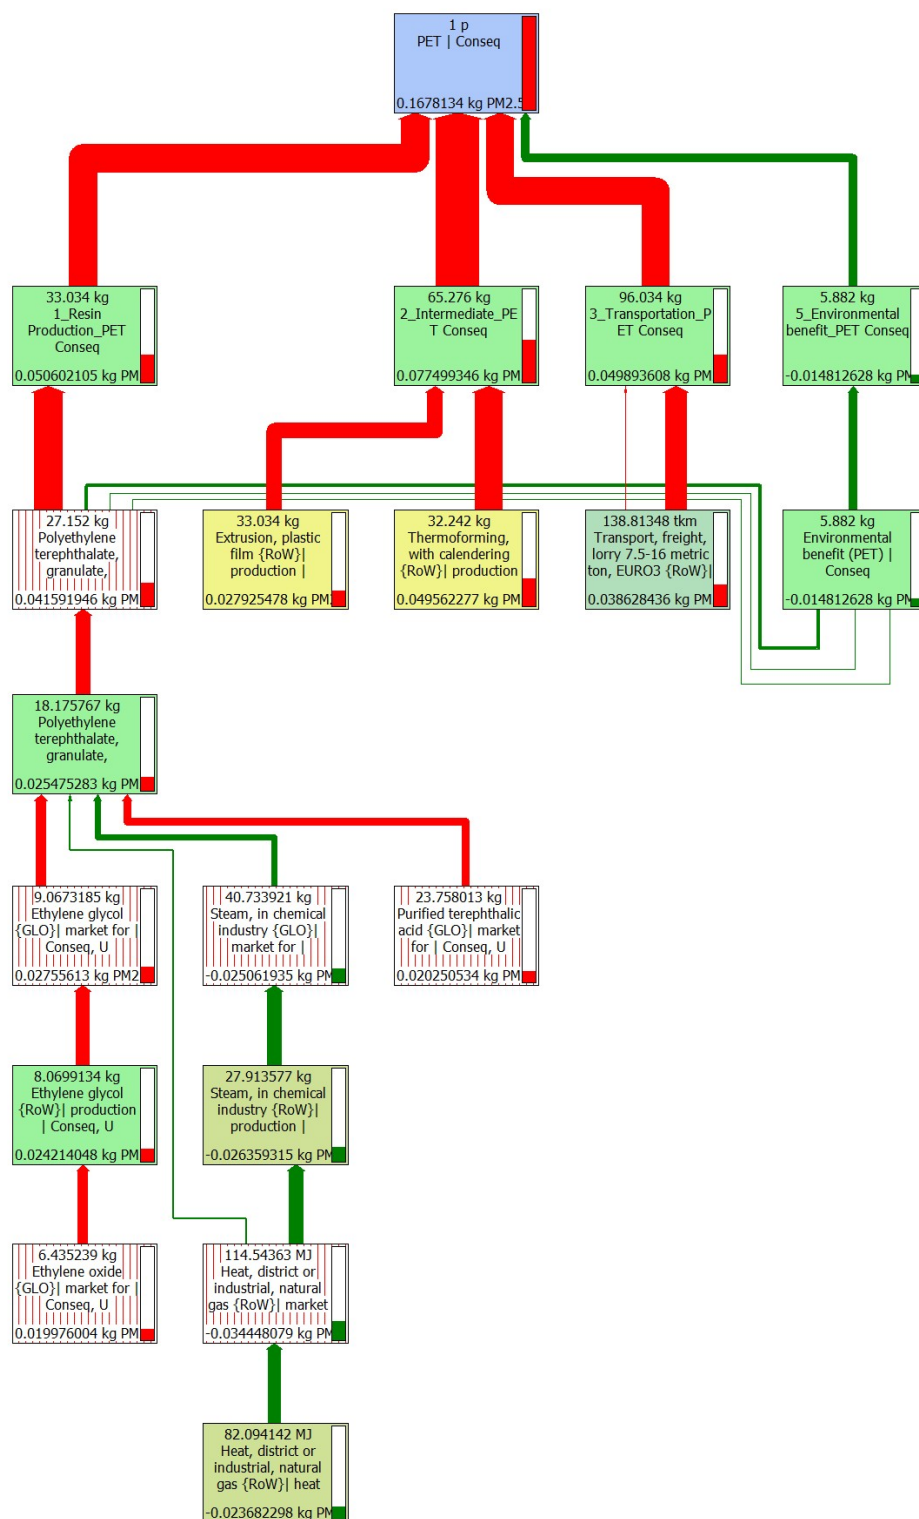 1 p
PET | Conseq
0.1678134 kg PM2.5
33.034 kg
1_Resin
Production_PET
Conseq
0.050602105 kg PM
65.276 kg
2_Intermediate_PE
T Conseq
0.077499346 kg PM
96.034 kg
3_Transportation_P
ET Conseq
0.049893608 kg PM
5.882 kg
5_Environmental
benefit_PET Conseq
-0.014812628 kg PM
27.152 kg
Polyethylene
terephthalate,
granulate,
0.041591946 kg PM
33.034 kg
Extrusion, plastic
film {RoW}|
production |
0.027925478 kg PM
32.242 kg
Thermoforming,
with calendering
{RoW}| production
0.049562277 kg PM
138.81348 tkm
Transport, freight,
lorry 7.5-16 metric
ton, EURO3 {RoW}|
0.038628436 kg PM
5.882 kg
Environmental
benefit (PET) |
Conseq
-0.014812628 kg PM
18.175767 kg
Polyethylene
terephthalate,
granulate,
0.025475283 kg PM
9.0673185 kg
Ethylene glycol
{GLO}| market for |
Conseq, U
0.02755613 kg PM2
40.733921 kg
Steam, in chemical
industry {GLO}|
market for |
-0.025061935 kg PM
23.758013 kg
Purified terephthalic
acid {GLO}| market
for | Conseq, U
0.020250534 kg PM
8.0699134 kg
Ethylene glycol
{RoW}| production
| Conseq, U
0.024214048 kg PM
27.913577 kg
Steam, in chemical
industry {RoW}|
production |
-0.026359315 kg PM
6.435239 kg
Ethylene oxide
{GLO}| market for |
Conseq, U
0.019976004 kg PM
114.54363 MJ
Heat, district or
industrial, natural
gas {RoW}| market
-0.034448079 kg PM
82.094142 MJ
Heat, district or
industrial, natural
gas {RoW}| heat
-0.023682298 kg PM